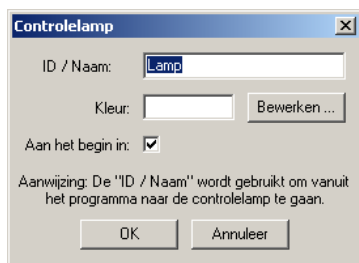 Controlelamp
ID / Naam: Lamp
Kleur: Bewerken ...
Aan het begin in:
Aanwijzing: De "ID / Naam" wordt gebruikt om vanuit
het programma naar de controlelamp te gaan.
OK Annuleer